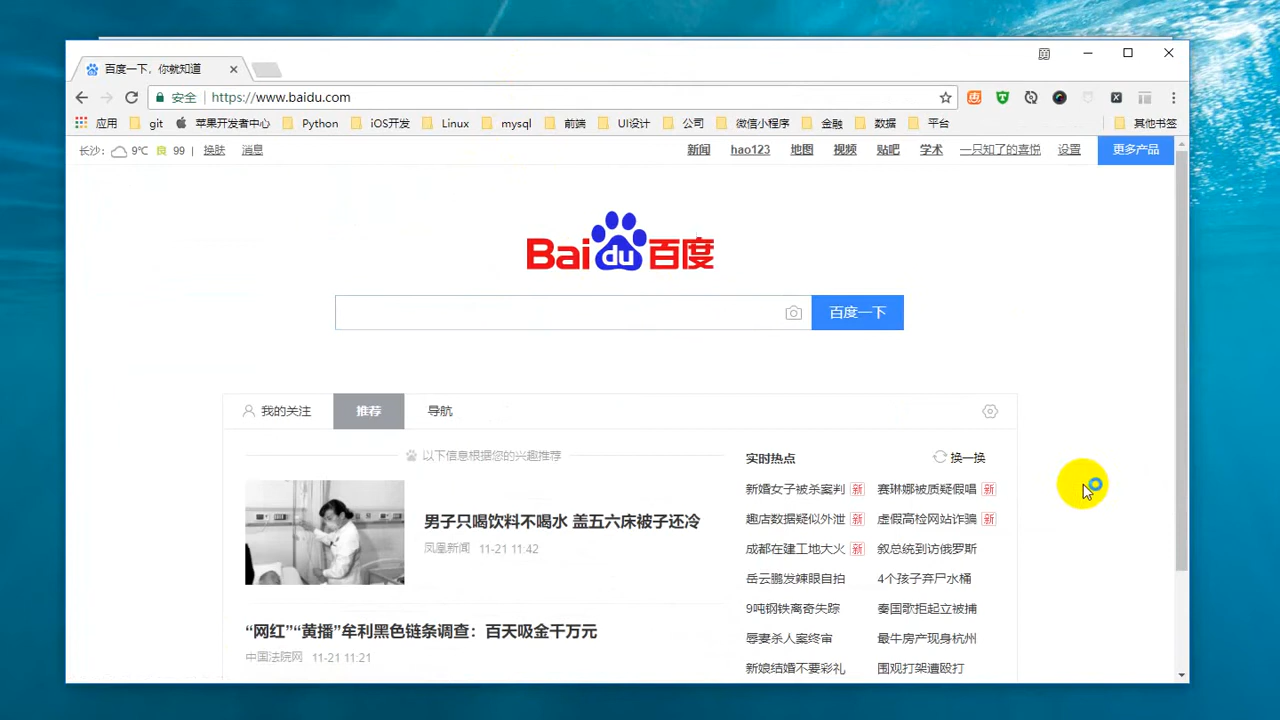 百度一下，你就知道
安全 https://www.baidu.com
应用 git 苹果开发者中心 Python iOS开发 Linux mysql 前端 UI设计 公司 微信小程序 金融 数据 平台 其他书签
长沙: 9℃ 良 99 | 换肤 消息 新闻 hao123 地图 视频 贴吧 学术 一只知了的喜悦 设置 更多产品
Bai du 百度
百度一下
我的关注 推荐 导航
以下信息根据您的兴趣推荐
实时热点 换一换
男子只喝饮料不喝水 盖五六床被子还冷
凤凰新闻 11-21 11:42
“网红”“黄播”牟利黑色链条调查：百天吸金千万元
中国法院网 11-21 11:21
新婚女子被杀案判 新 赛琳娜被质疑假唱 新
趣店数据疑似外泄 新 虚假高检网站诈骗 新
成都在建工地大火 新 叙总统到访俄罗斯
岳云鹏发辣眼自拍 4个孩子弃尸水桶
9吨钢铁离奇失踪 奏国歌拒起立被捕
辱妻杀人案终审 最牛房产现身杭州
新娘结婚不要彩礼 围观打架遭殴打